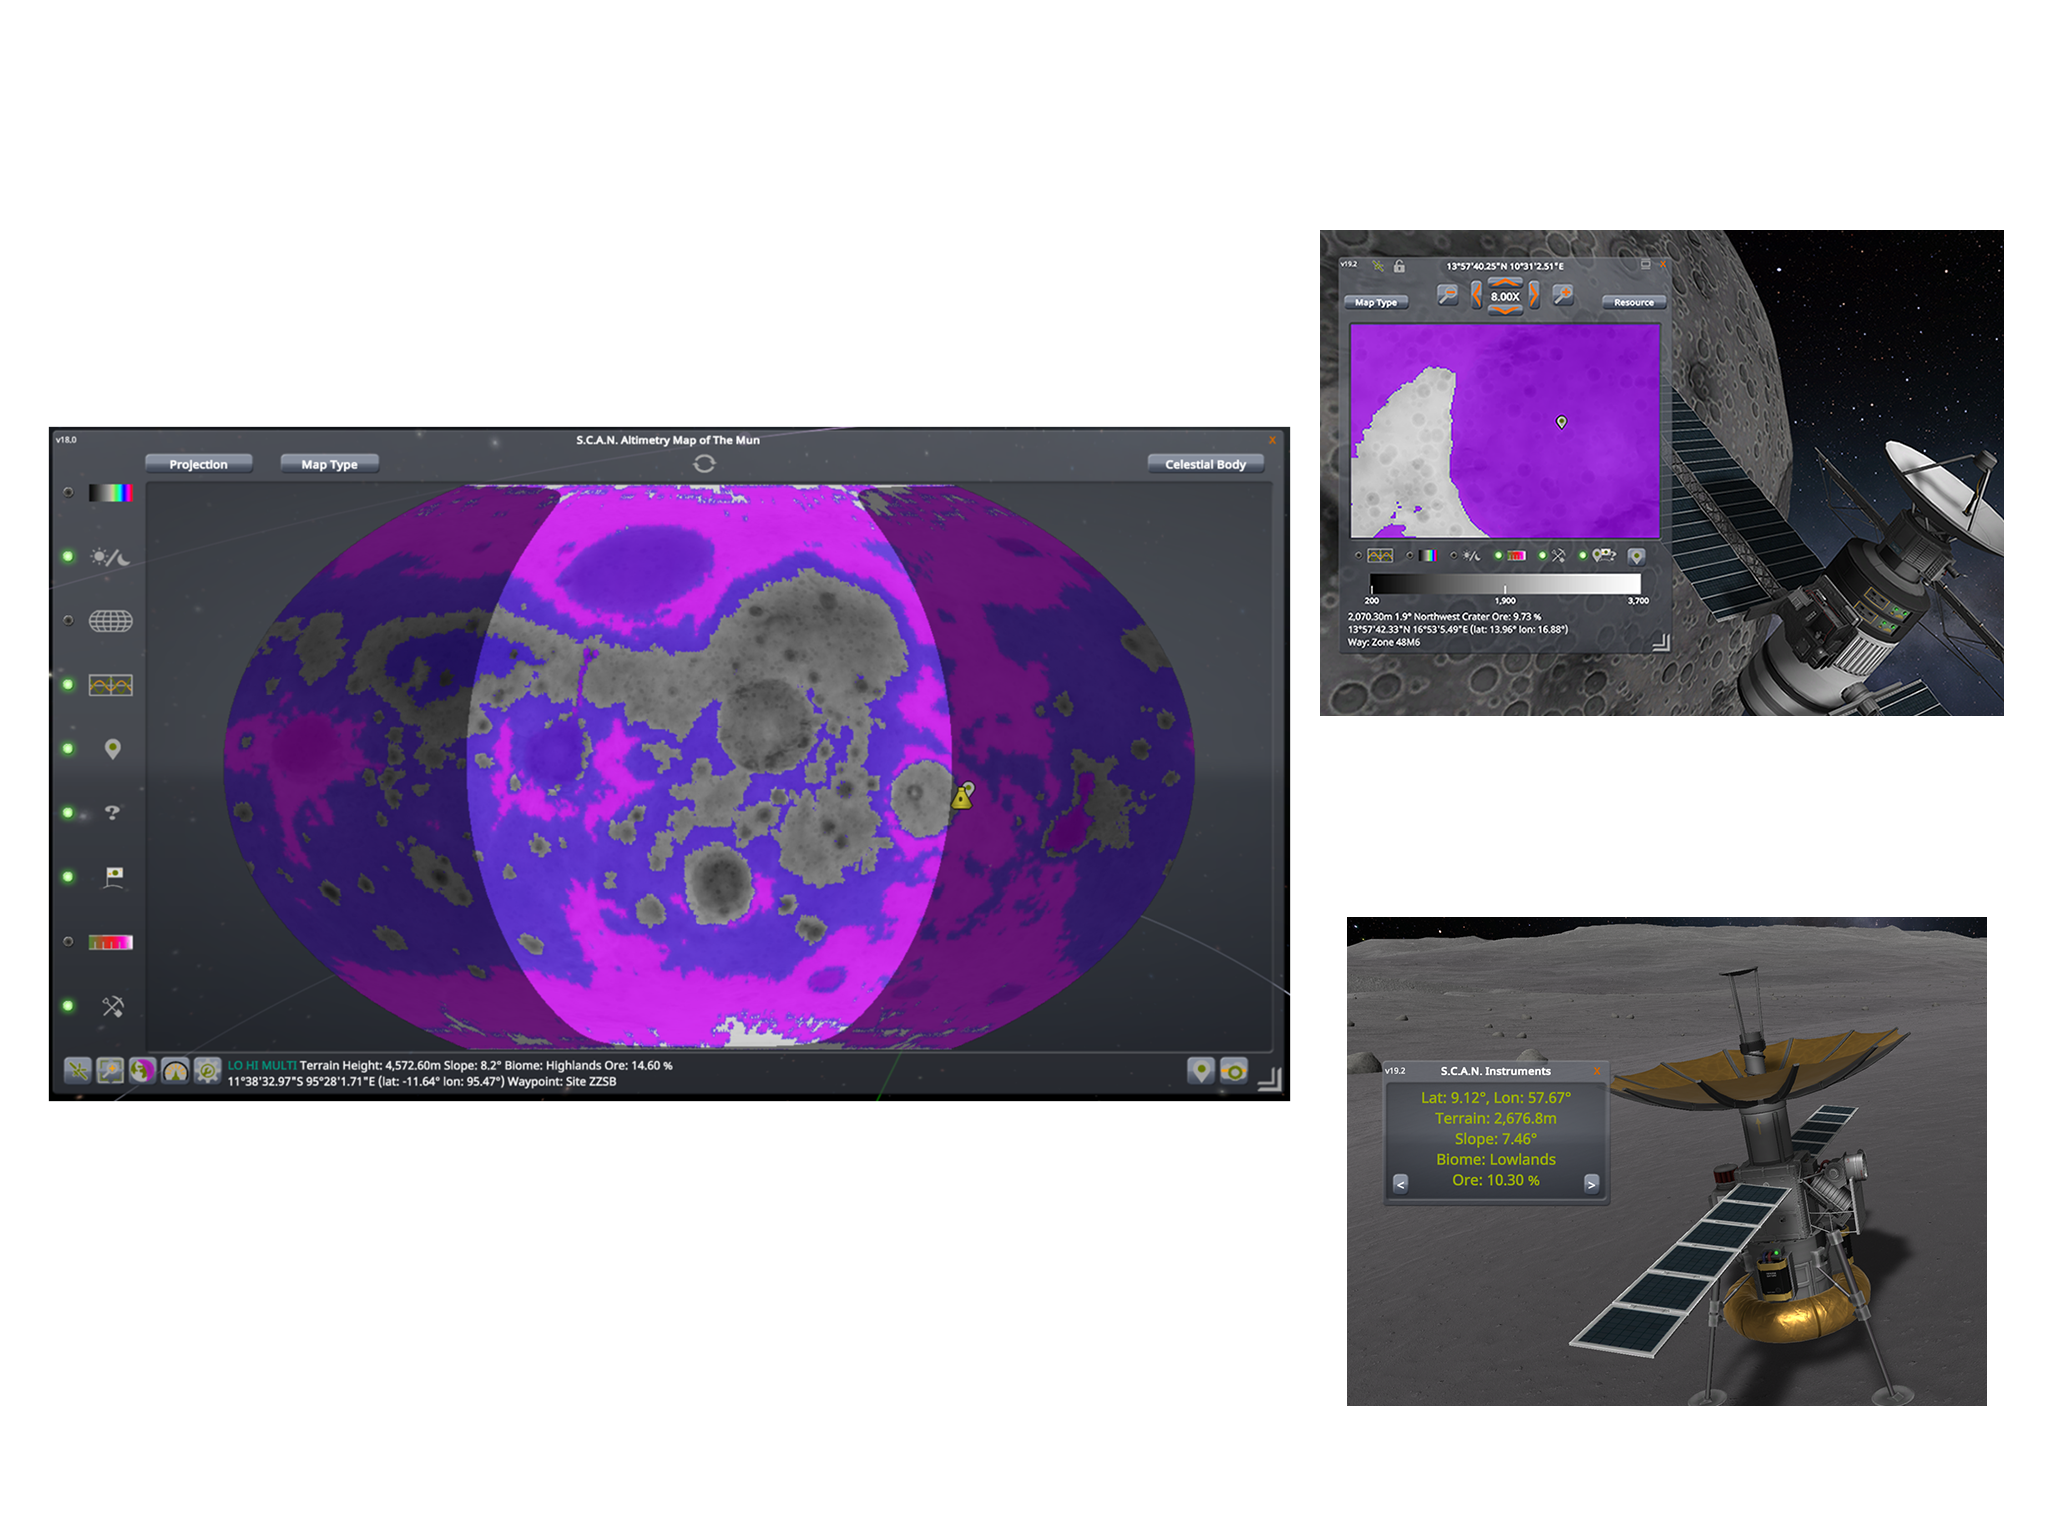 v18.0
S.C.A.N. Altimetry Map of The Mun
X
Projection
Map Type
Celestial Body
?
LO HI MULTI Terrain Height: 4,572.60m Slope: 8.2° Biome: Highlands Ore: 14.60 %
11°38'32.97"S 95°28'1.71"E (lat: -11.64° lon: 95.47°) Waypoint: Site ZZSB
v19.2
13°57'40.25"N 10°31'2.51"E
X
Map Type
8.00X
Resource
200
1,900
3,700
2,070.30m 1.9° Northwest Crater Ore: 9.73 %
13°57'42.33"N 16°53'5.49"E (lat: 13.96° lon: 16.88°)
Way: Zone 48M6
v19.2
S.C.A.N. Instruments
X
Lat: 9.12°, Lon: 57.67°
Terrain: 2,676.8m
Slope: 7.46°
Biome: Lowlands
Ore: 10.30 %
<
>